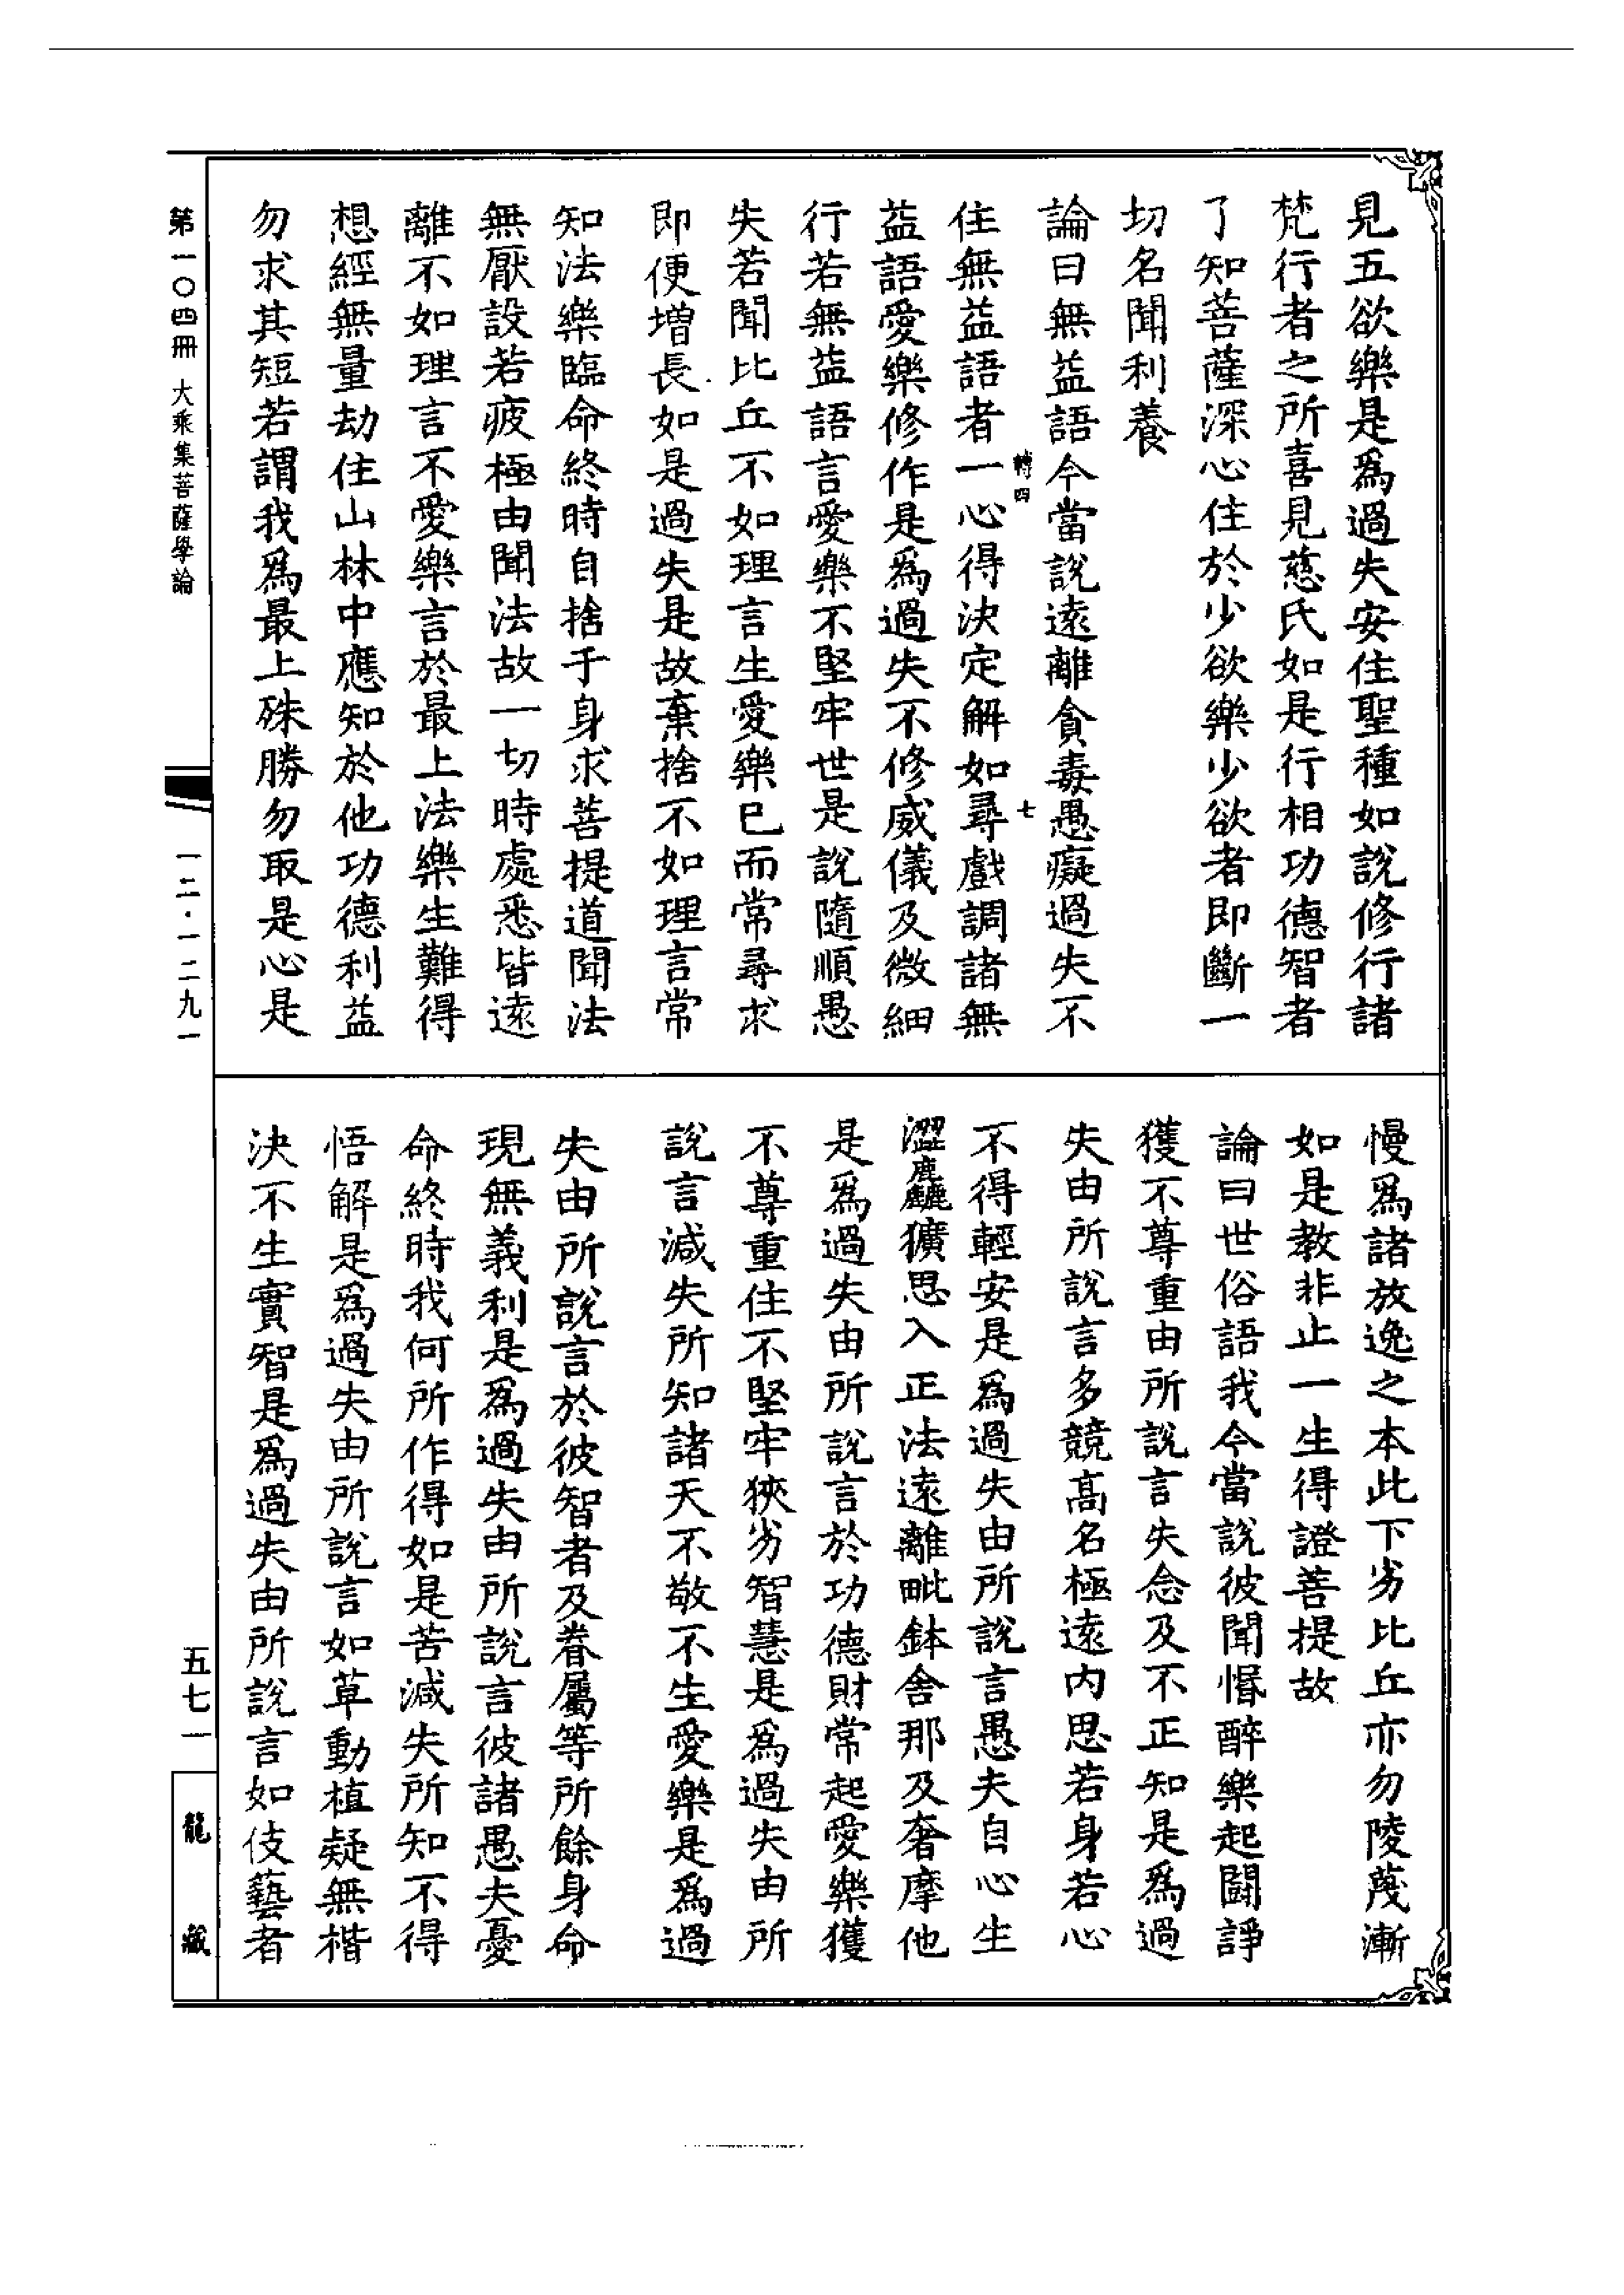 見五欲樂是爲過失安住聖種如說修行諸
梵行者之所喜見慈氏如是行相功德智者
了知菩薩深心住於少欲樂少欲者即斷一
切名聞利養
論曰無益語今當說遠離貪毒愚癡過失不
轉四
七
住無益語者一心得決定解如尋戲調諸無
益語愛樂修作是爲過失不修威儀及微細
行若無益語言愛樂不堅牢世是說隨順愚
失若聞比丘不如理言生愛樂已而常尋求
即便增長如是過失是故棄捨不如理言常
知法樂臨命終時自捨于身求菩提道聞法
無厭設若疲極由聞法故一切時處悉皆遠
離不如理言不愛樂言於最上法樂生難得
想經無量劫住山林中應知於他功德利益
勿求其短若謂我爲最上殊勝勿取是心是
慢爲諸放逸之本此下劣比丘亦勿陵蔑漸
如是教非止一生得證菩提故
論曰世俗語我今當說彼聞惛醉樂起鬪諍
獲不尊重由所說言失念及不正知是爲過
失由所說言多競高名極遠內思若身若心
不得輕安是爲過失由所說言愚夫自心生
澀麤獷思入正法遠離毗鉢舍那及奢摩他
是爲過失由所說言於功德財常起愛樂獲
不尊重住不堅牢狹劣智慧是爲過失由所
說言減失所知諸天不敬不生愛樂是爲過
失由所說言於彼智者及眷屬等所餘身命
現無義利是爲過失由所說言彼諸愚夫憂
命終時我何所作得如是苦減失所知不得
悟解是爲過失由所說言如草動植疑無楷
決不生實智是爲過失由所說言如伎藝者
第一〇四冊 大乘集菩薩學論
一二·一二九一
五七一
龍藏